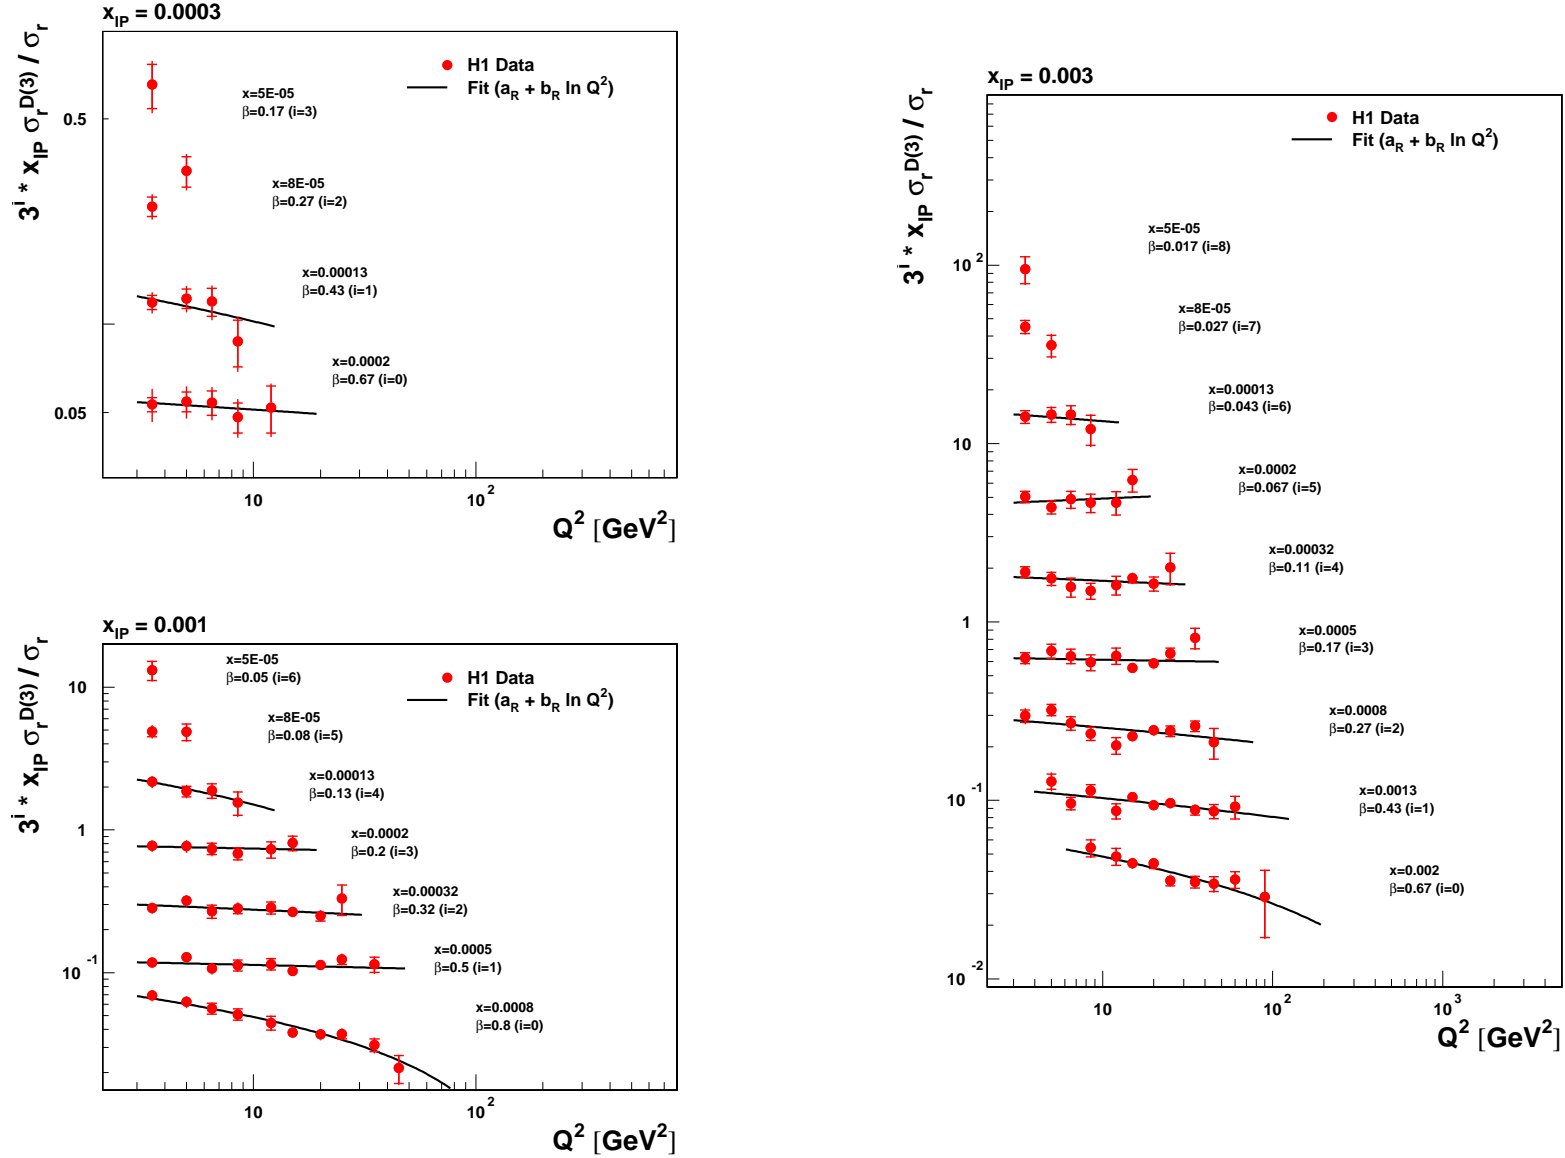 x_IP = 0.0003
3^i * x_IP σ_r^D(3) / σ_r
H1 Data
Fit (a_R + b_R ln Q^2)
x=5E-05
β=0.17 (i=3)
x=8E-05
β=0.27 (i=2)
x=0.00013
β=0.43 (i=1)
x=0.0002
β=0.67 (i=0)
0.5
0.05
10
10^2
Q^2 [GeV^2]
x_IP = 0.001
3^i * x_IP σ_r^D(3) / σ_r
H1 Data
Fit (a_R + b_R ln Q^2)
x=5E-05
β=0.05 (i=6)
x=8E-05
β=0.08 (i=5)
x=0.00013
β=0.13 (i=4)
x=0.0002
β=0.2 (i=3)
x=0.00032
β=0.32 (i=2)
x=0.0005
β=0.5 (i=1)
x=0.0008
β=0.8 (i=0)
10
1
10^-1
10
10^2
Q^2 [GeV^2]
x_IP = 0.003
3^i * x_IP σ_r^D(3) / σ_r
H1 Data
Fit (a_R + b_R ln Q^2)
x=5E-05
β=0.017 (i=8)
x=8E-05
β=0.027 (i=7)
x=0.00013
β=0.043 (i=6)
x=0.0002
β=0.067 (i=5)
x=0.00032
β=0.11 (i=4)
x=0.0005
β=0.17 (i=3)
x=0.0008
β=0.27 (i=2)
x=0.0013
β=0.43 (i=1)
x=0.002
β=0.67 (i=0)
10^2
10
1
10^-1
10^-2
10
10^2
10^3
Q^2 [GeV^2]